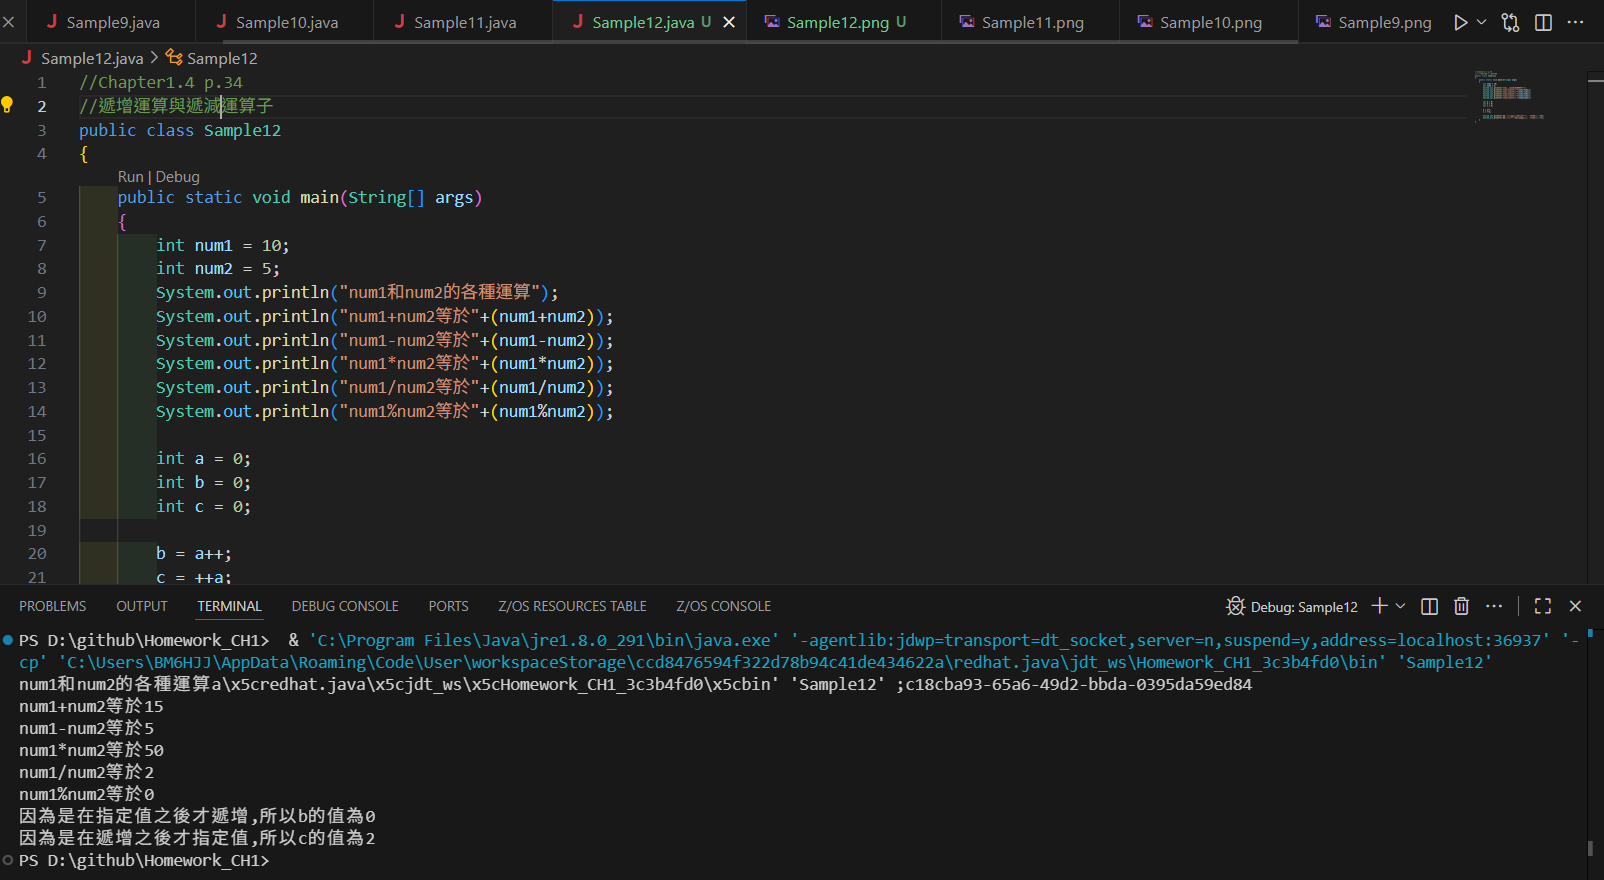 Sample9.java
Sample10.java
Sample11.java
Sample12.java U
Sample12.png U
Sample11.png
Sample10.png
Sample9.png
Sample12.java > Sample12
1 //Chapter1.4 p.34
2 //遞增運算與遞減運算子
3 public class Sample12
4 {
Run | Debug
5 public static void main(String[] args)
6 {
7 int num1 = 10;
8 int num2 = 5;
9 System.out.println("num1和num2的各種運算");
10 System.out.println("num1+num2等於"+(num1+num2));
11 System.out.println("num1-num2等於"+(num1-num2));
12 System.out.println("num1*num2等於"+(num1*num2));
13 System.out.println("num1/num2等於"+(num1/num2));
14 System.out.println("num1%num2等於"+(num1%num2));
15
16 int a = 0;
17 int b = 0;
18 int c = 0;
19
20 b = a++;
21 c = ++a;
PROBLEMS OUTPUT TERMINAL DEBUG CONSOLE PORTS Z/OS RESOURCES TABLE Z/OS CONSOLE
Debug: Sample12
PS D:\github\Homework_CH1>  & 'C:\Program Files\Java\jre1.8.0_291\bin\java.exe' '-agentlib:jdwp=transport=dt_socket,server=n,suspend=y,address=localhost:36937' '-
cp' 'C:\Users\BM6HJJ\AppData\Roaming\Code\User\workspaceStorage\ccd8476594f322d78b94c41de434622a\redhat.java\jdt_ws\Homework_CH1_3c3b4fd0\bin' 'Sample12'
num1和num2的各種運算a\x5credhat.java\x5cjdt_ws\x5cHomework_CH1_3c3b4fd0\x5cbin' 'Sample12' ;c18cba93-65a6-49d2-bbda-0395da59ed84
num1+num2等於15
num1-num2等於5
num1*num2等於50
num1/num2等於2
num1%num2等於0
因為是在指定值之後才遞增,所以b的值為0
因為是在遞增之後才指定值,所以c的值為2
PS D:\github\Homework_CH1>